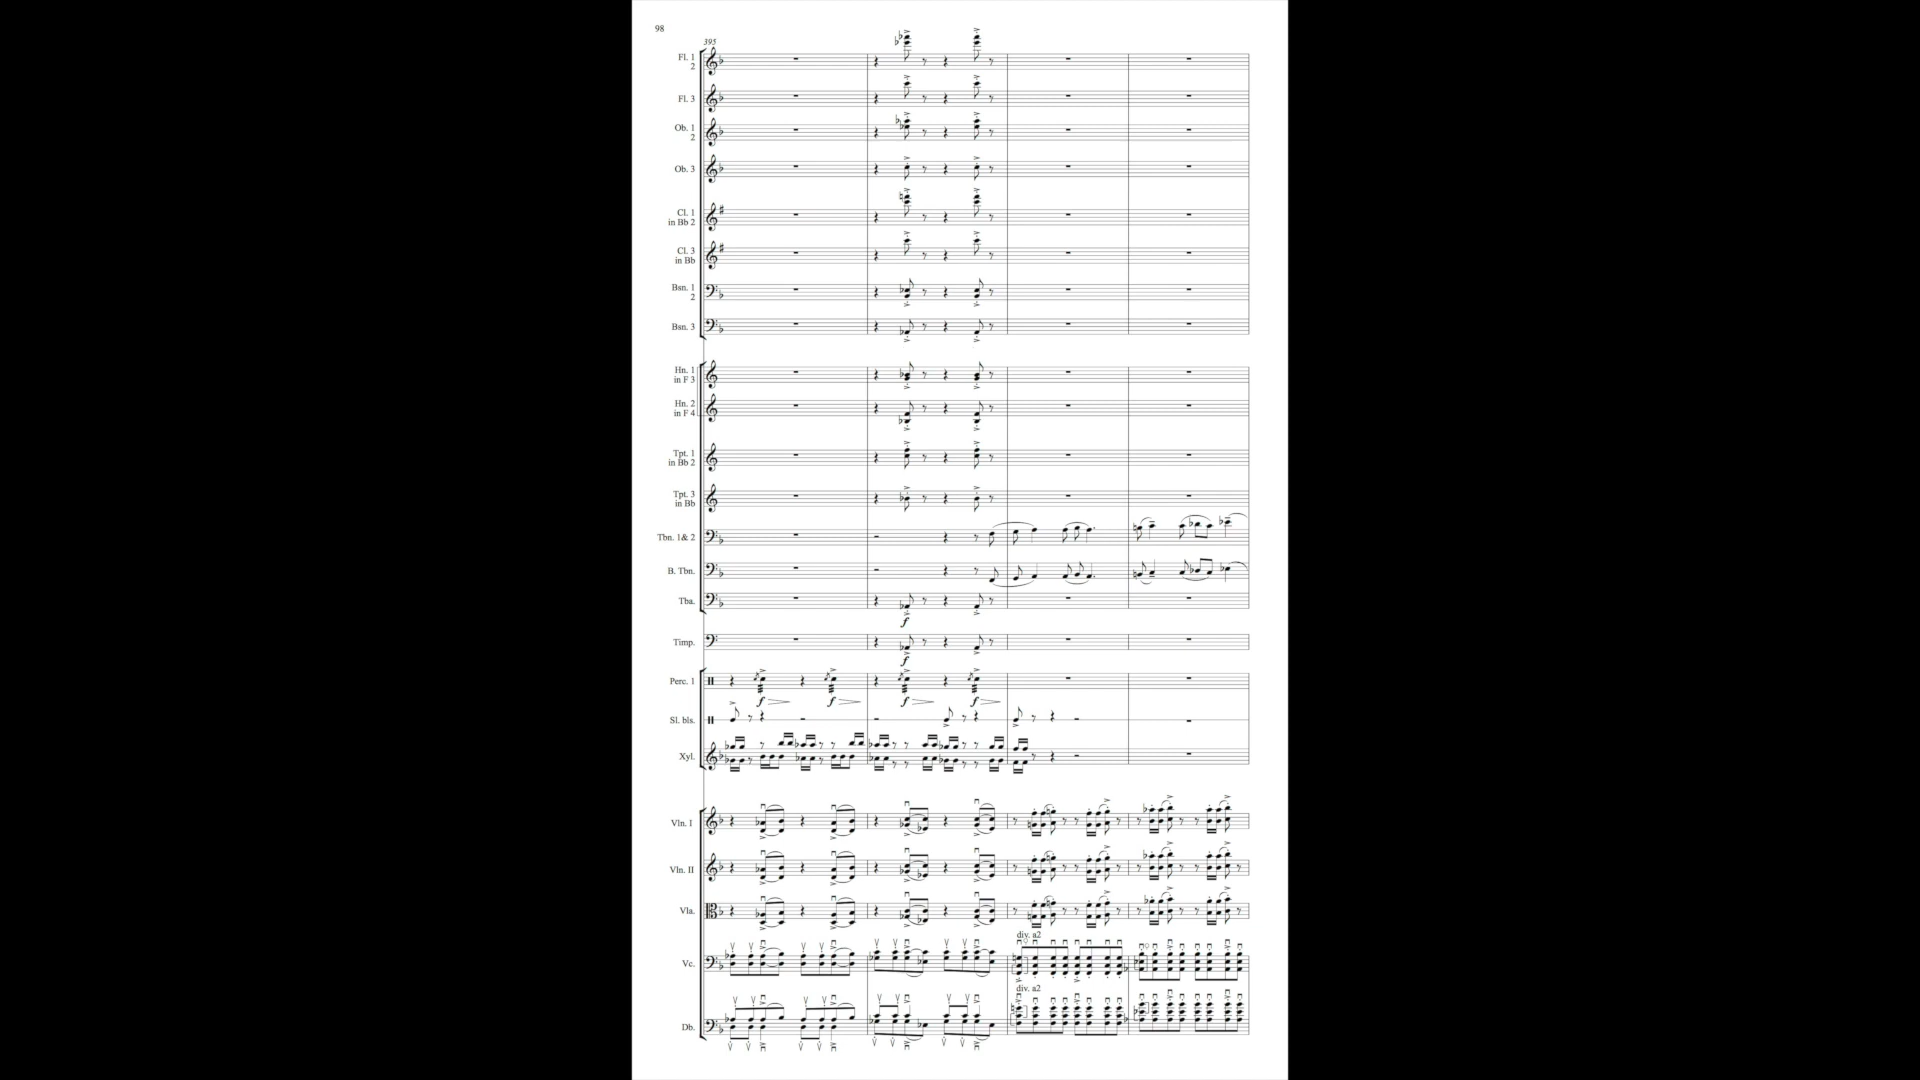 98
395
Fl. 1
2
Fl. 3
Ob. 1
2
Ob. 3
Cl. 1
in Bb 2
Cl. 3
in Bb
Bsn. 1
2
Bsn. 3
Hn. 1
in F 3
Hn. 2
in F 4
Tpt. 1
in Bb 2
Tpt. 3
in Bb
Tbn. 1& 2
B. Tbn.
Tba.
f
Timp.
f
Perc. 1
f f f f
Sl. bls.
Xyl.
Vln. I
Vln. II
Vla.
div. a2
Vc.
div. a2
Db.